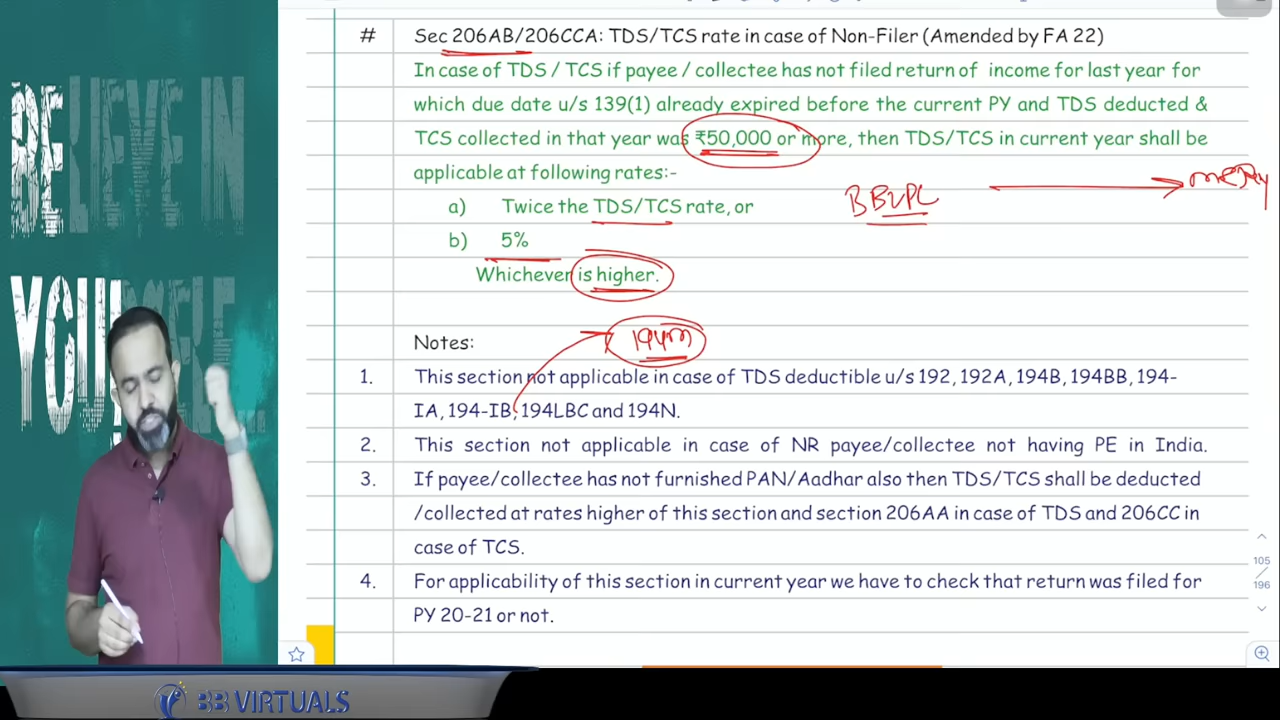 BELIEVE IN
YOURSELF...
# Sec 206AB/206CCA: TDS/TCS rate in case of Non-Filer (Amended by FA 22)
In case of TDS / TCS if payee / collectee has not filed return of income for last year for
which due date u/s 139(1) already expired before the current PY and TDS deducted &
TCS collected in that year was ₹50,000 or more, then TDS/TCS in current year shall be
applicable at following rates:-
a) Twice the TDS/TCS rate, or
BBVPL
b) 5%
Whichever is higher.
194M
Notes:
1. This section not applicable in case of TDS deductible u/s 192, 192A, 194B, 194BB, 194-
IA, 194-IB, 194LBC and 194N.
2. This section not applicable in case of NR payee/collectee not having PE in India.
3. If payee/collectee has not furnished PAN/Aadhar also then TDS/TCS shall be deducted
/collected at rates higher of this section and section 206AA in case of TDS and 206CC in
case of TCS.
4. For applicability of this section in current year we have to check that return was filed for
PY 20-21 or not.
105
196
BB VIRTUALS